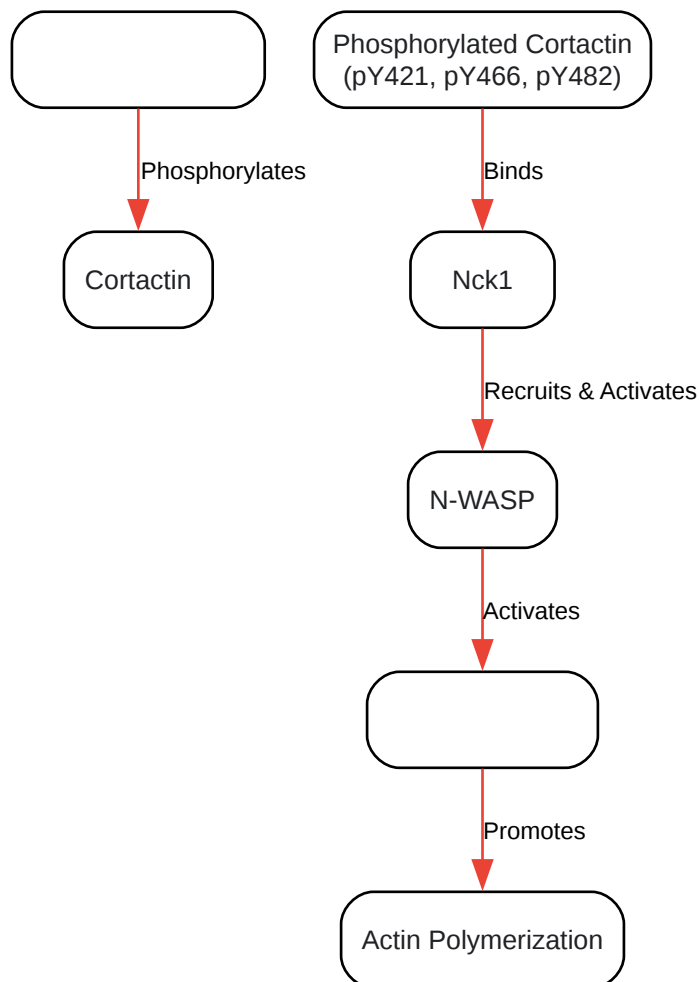 Phosphorylated Cortactin
(pY421, pY466, pY482)
Phosphorylates
Binds
Cortactin
Nck1
Recruits & Activates
N-WASP
Activates
Promotes
Actin Polymerization